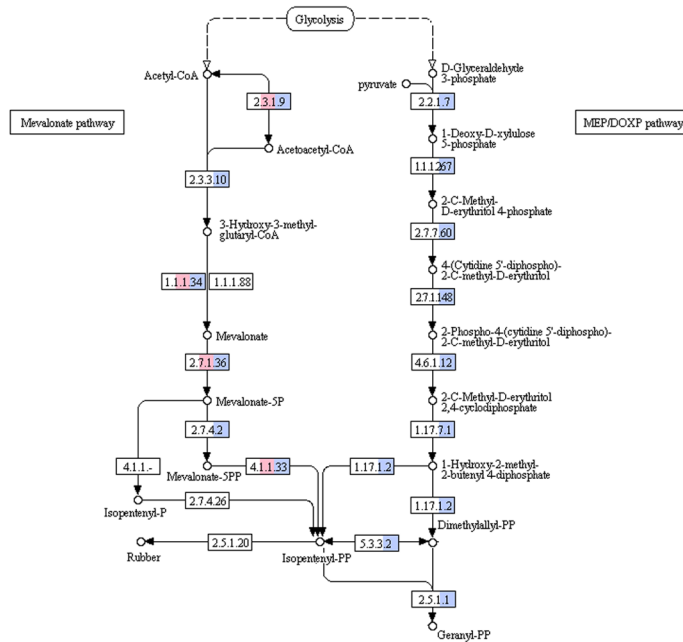 Glycolysis
Acetyl-CoA
D-Glyceraldehyde
3-phosphate
pyruvate
2.3.1.9
2.2.1.7
Mevalonate pathway
MEP/DOXP pathway
1-Deoxy-D-xylulose
5-phosphate
Acetoacetyl-CoA
1.1.1.267
2.3.3.10
2-C-Methyl-
D-erythritol 4-phosphate
3-Hydroxy-3-methyl-
glutaryl-CoA
2.7.7.60
4-(Cytidine 5'-diphospho)-
2-C-methyl-D-erythritol
1.1.1.34
1.1.1.88
2.7.1.148
Mevalonate
2-Phospho-4-(cytidine 5'-diphospho)-
2-C-methyl-D-erythritol
2.7.1.36
4.6.1.12
Mevalonate-5P
2-C-Methyl-D-erythritol
2,4-cyclodiphosphate
2.7.4.2
1.17.7.1
4.1.1.-
4.1.1.33
1.17.1.2
1-Hydroxy-2-methyl-
2-butenyl 4-diphosphate
Mevalonate-5PP
2.7.4.26
1.17.1.2
Isopentenyl-P
Dimethylallyl-PP
2.5.1.20
5.3.3.2
Rubber
Isopentenyl-PP
2.5.1.1
Geranyl-PP